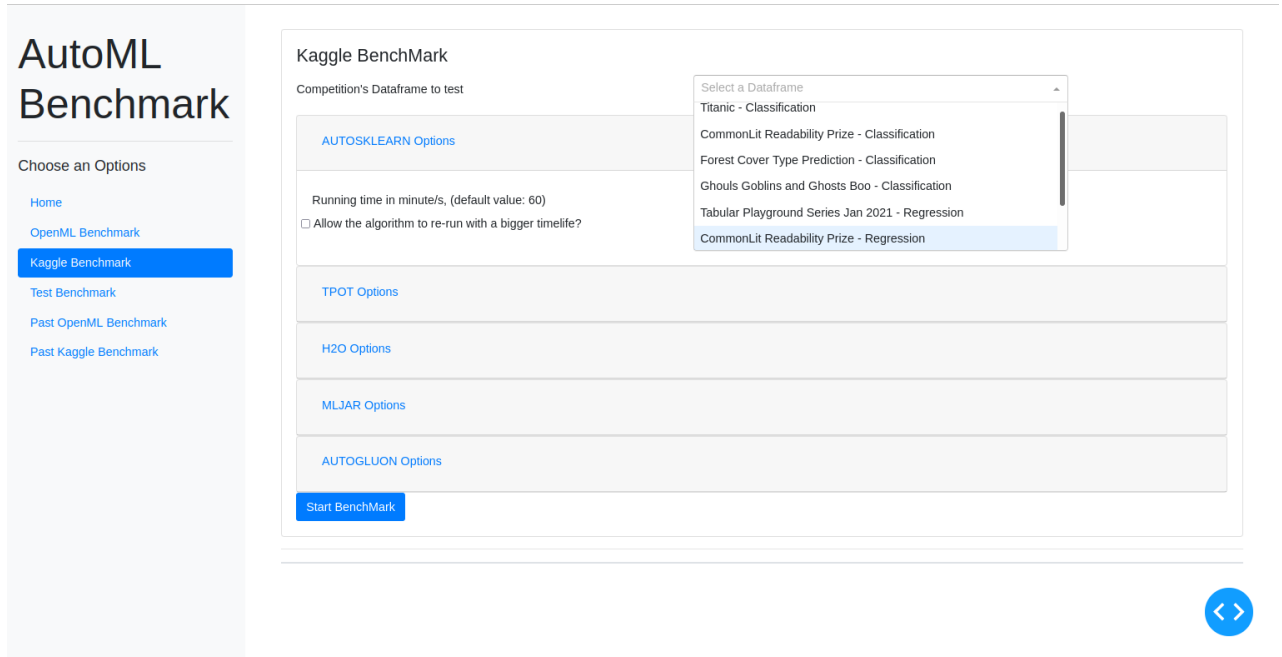 AutoML
Benchmark
Choose an Options
Home
OpenML Benchmark
Kaggle Benchmark
Test Benchmark
Past OpenML Benchmark
Past Kaggle Benchmark
Kaggle BenchMark
Competition's Dataframe to test
Select a Dataframe
Titanic - Classification
CommonLit Readability Prize - Classification
Forest Cover Type Prediction - Classification
Ghouls Goblins and Ghosts Boo - Classification
Tabular Playground Series Jan 2021 - Regression
CommonLit Readability Prize - Regression
AUTOSKLEARN Options
Running time in minute/s, (default value: 60)
Allow the algorithm to re-run with a bigger timelife?
TPOT Options
H2O Options
MLJAR Options
AUTOGLUON Options
Start BenchMark